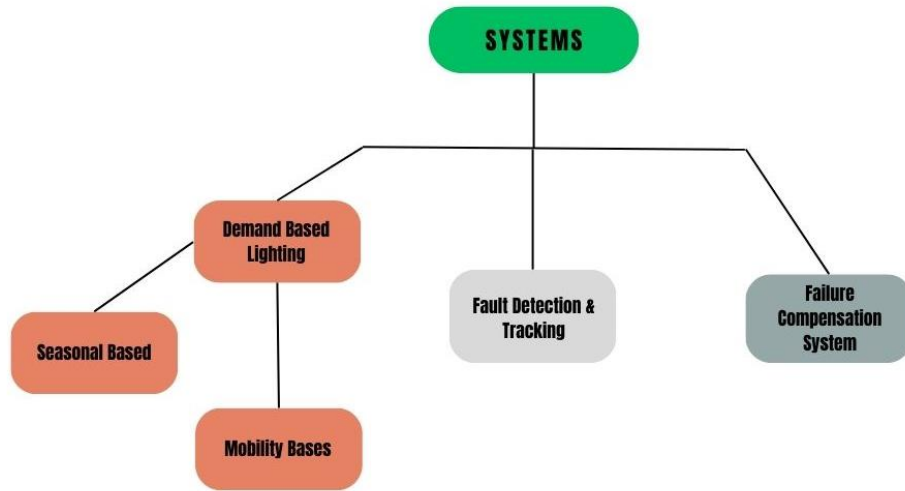 SYSTEMS
Demand Based
Lighting
Seasonal Based
Mobility Bases
Fault Detection &
Tracking
Failure
Compensation
System